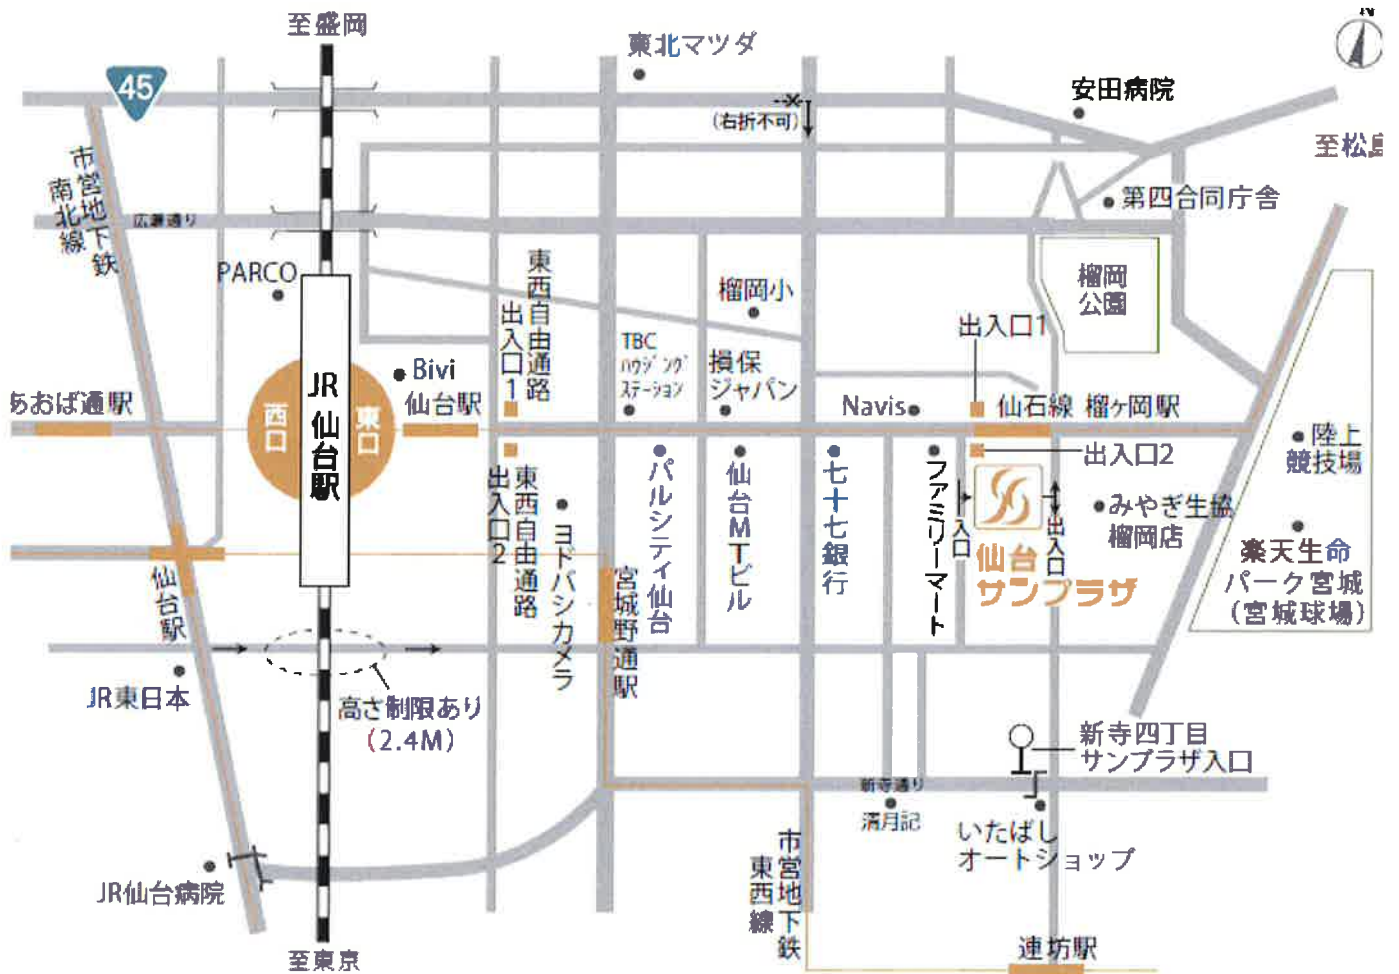 至盛岡
N
東北マツダ
45
安田病院
(右折不可)
至松島
市営地下鉄
南北線
広瀬通り
第四合同庁舎
PARCO
東西自由通路
出入口1
榴岡小
榴岡
公園
出入口1
TBC
ハウジング
ステーション
損保
ジャパン
Bivi
JR仙台駅
西口
東口
あおば通駅
仙台駅
Navis
仙石線 榴ケ岡駅
陸上
競技場
出入口2
東西自由通路
出入口2
ヨドバシカメラ
パルシティ仙台
仙台MTビル
七十七銀行
ファミリーマート
入口
出入口
みやぎ生協
榴岡店
仙台
サンプラザ
楽天生命
パーク宮城
(宮城球場)
仙台駅
宮城野通駅
JR東日本
高さ制限あり
(2.4M)
新寺四丁目
サンプラザ入口
新寺通り
清月記
いたばし
オートショップ
JR仙台病院
市営地下鉄
東西線
連坊駅
至東京